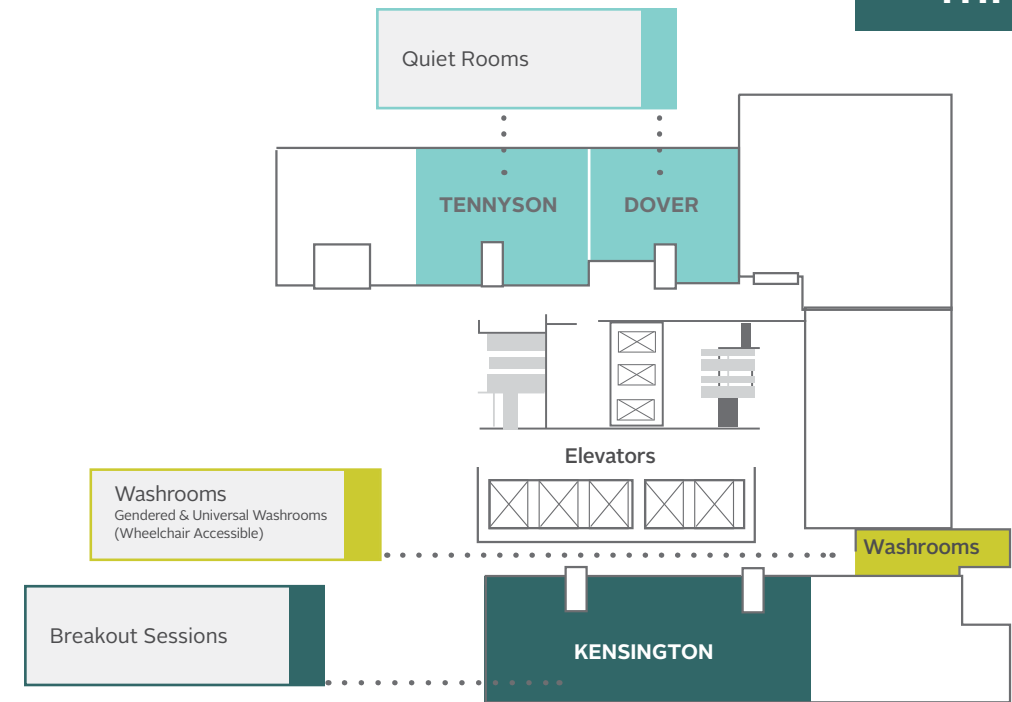 Quiet Rooms
TENNYSON
DOVER
Elevators
Washrooms
Gendered & Universal Washrooms
(Wheelchair Accessible)
Washrooms
Breakout Sessions
KENSINGTON